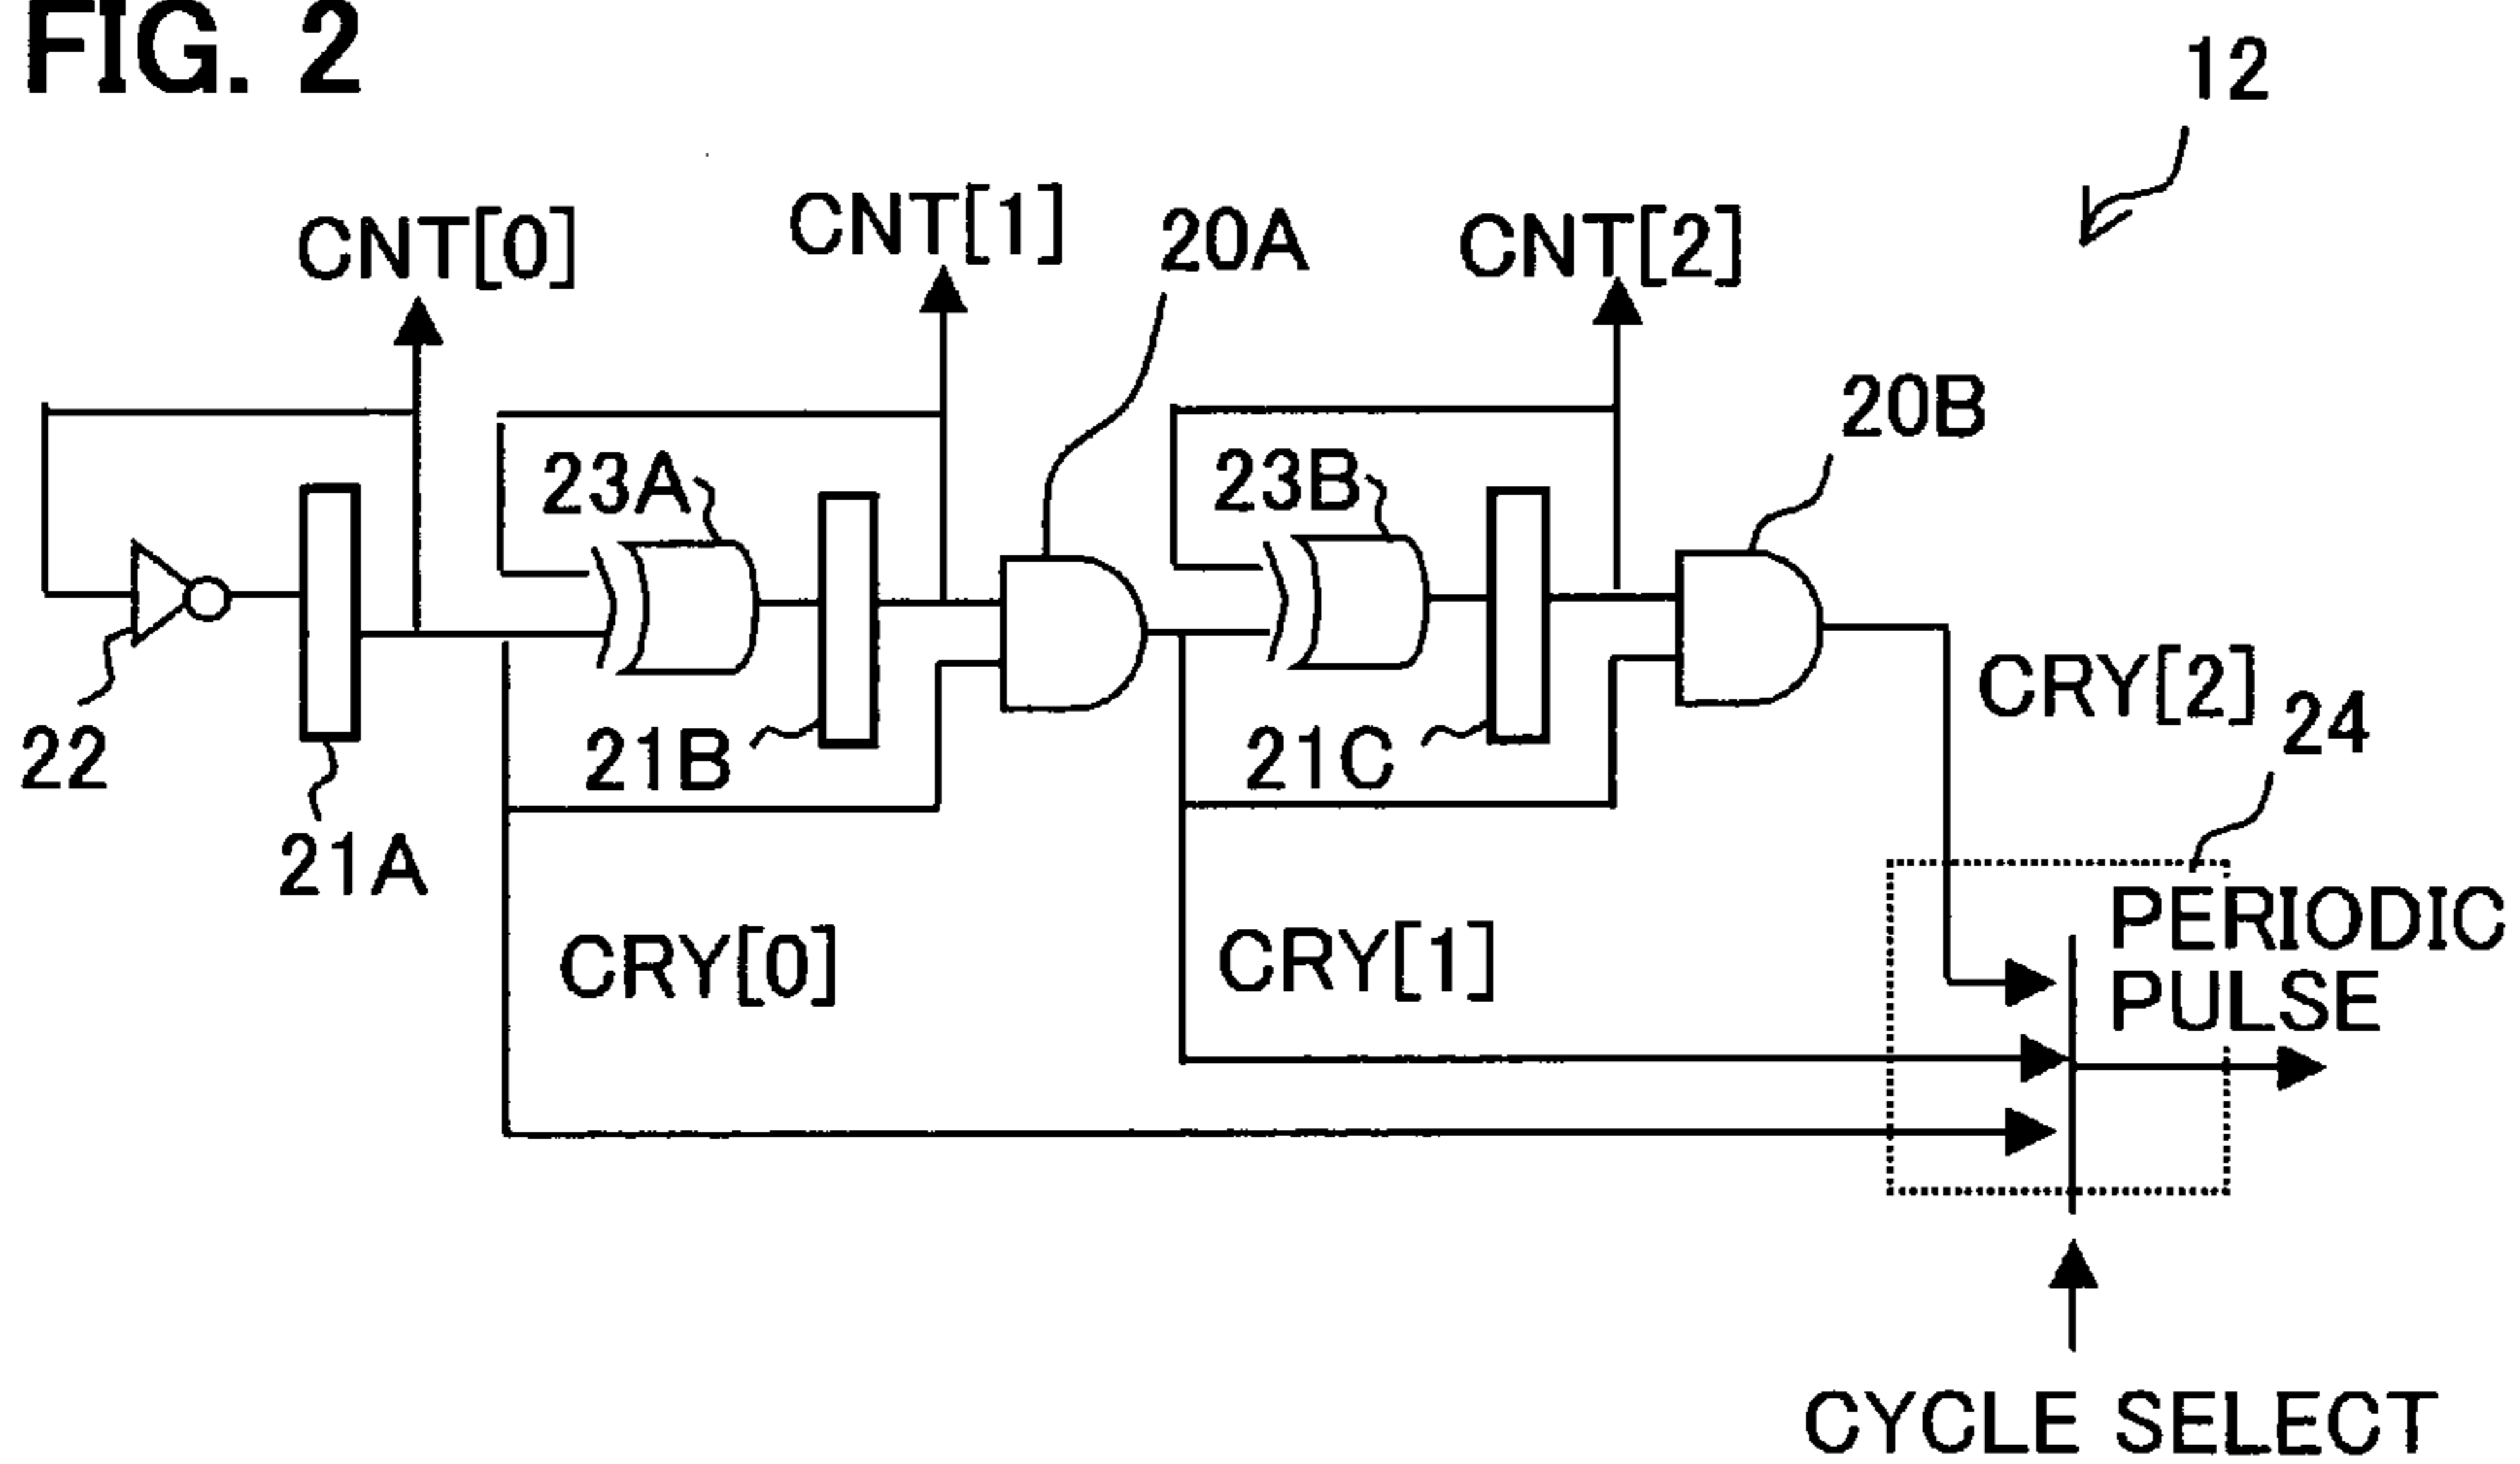 FIG. 2
12
CNT[0]
CNT[1]
20A
CNT[2]
20B
23A
23B
22
21A
21B
21C
CRY[2]
24
CRY[0]
CRY[1]
PERIODIC
PULSE
CYCLE SELECT